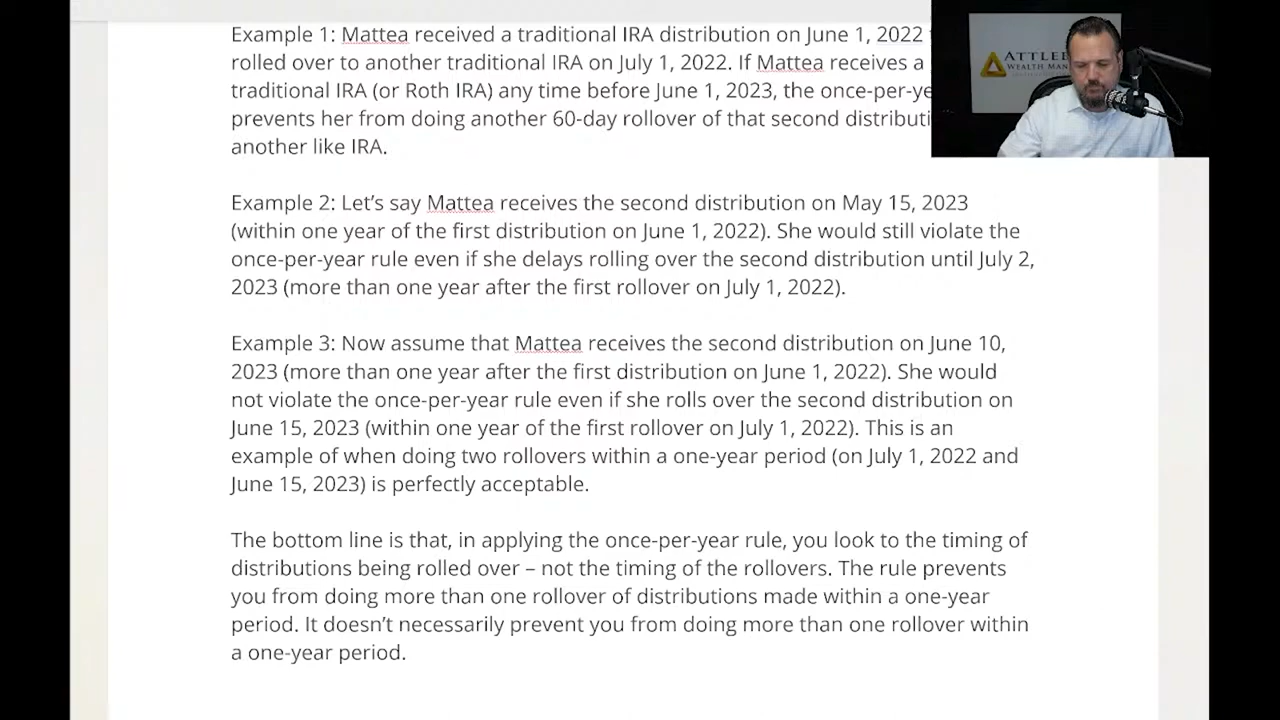 Example 1: Mattea received a traditional IRA distribution on June 1, 2022
rolled over to another traditional IRA on July 1, 2022. If Mattea receives a
traditional IRA (or Roth IRA) any time before June 1, 2023, the once-per-ye
prevents her from doing another 60-day rollover of that second distributi
another like IRA.
Example 2: Let’s say Mattea receives the second distribution on May 15, 2023
(within one year of the first distribution on June 1, 2022). She would still violate the
once-per-year rule even if she delays rolling over the second distribution until July 2,
2023 (more than one year after the first rollover on July 1, 2022).
Example 3: Now assume that Mattea receives the second distribution on June 10,
2023 (more than one year after the first distribution on June 1, 2022). She would
not violate the once-per-year rule even if she rolls over the second distribution on
June 15, 2023 (within one year of the first rollover on July 1, 2022). This is an
example of when doing two rollovers within a one-year period (on July 1, 2022 and
June 15, 2023) is perfectly acceptable.
The bottom line is that, in applying the once-per-year rule, you look to the timing of
distributions being rolled over – not the timing of the rollovers. The rule prevents
you from doing more than one rollover of distributions made within a one-year
period. It doesn’t necessarily prevent you from doing more than one rollover within
a one-year period.
ATTLE
WEALTH MAN